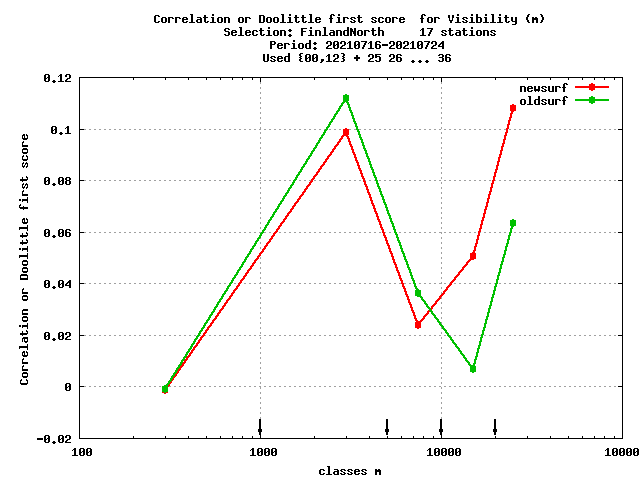 Correlation or Doolittle first score  for Visibility (m)
Selection: FinlandNorth     17 stations
Period: 20210716-20210724
Used {00,12} + 25 26 ... 36
newsurf
oldsurf
0.12
0.1
0.08
0.06
0.04
0.02
0
-0.02
Correlation or Doolittle first score
100 1000 10000 10000
classes m